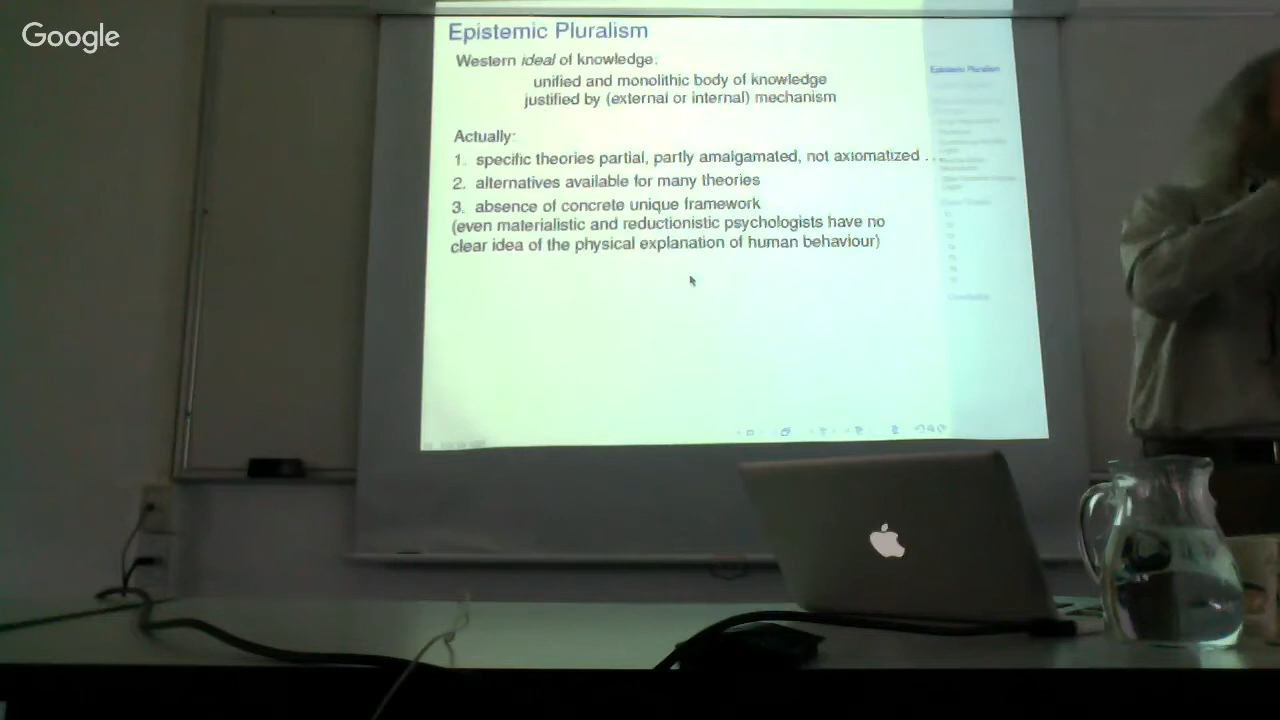 Google
Epistemic Pluralism
Western ideal of knowledge:
unified and monolithic body of knowledge
justified by (external or internal) mechanism
Actually:
1. specific theories partial, partly amalgamated, not axiomatized . . .
2. alternatives available for many theories
3. absence of concrete unique framework
(even materialistic and reductionistic psychologists have no
clear idea of the physical explanation of human behaviour)
Epistemic Pluralism